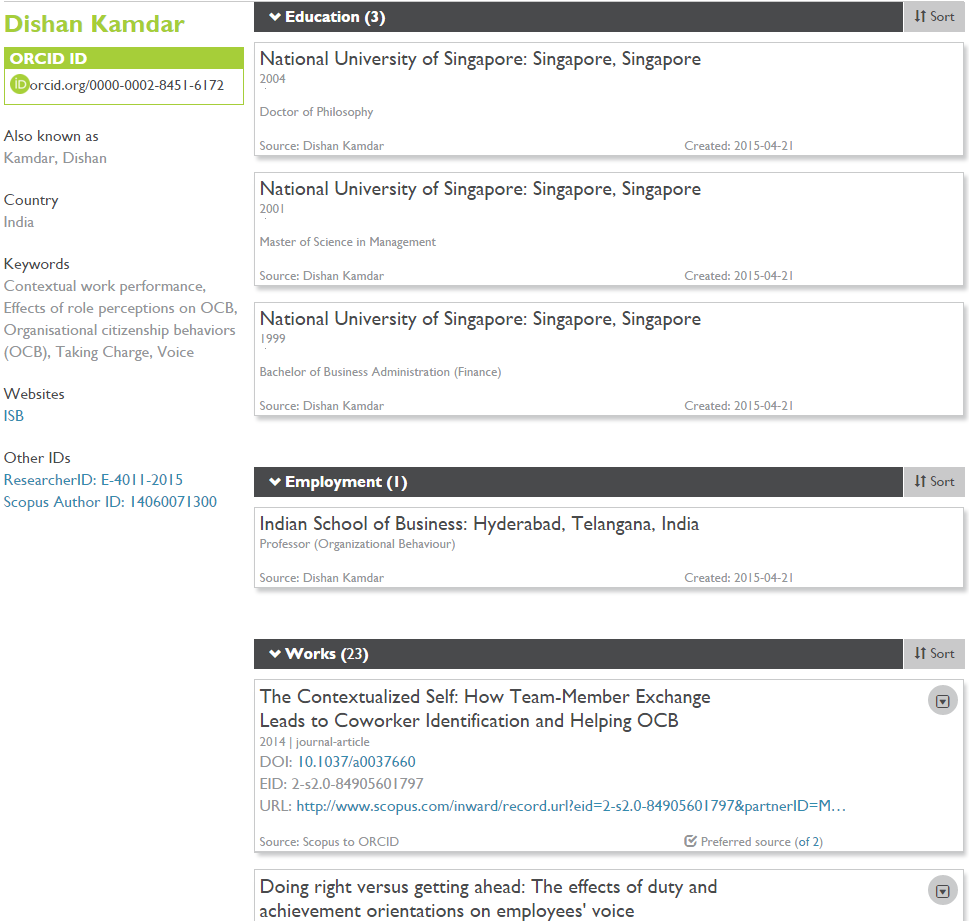 Dishan Kamdar
ORCID ID
iD orcid.org/0000-0002-8451-6172
Also known as
Kamdar, Dishan
Country
India
Keywords
Contextual work performance,
Effects of role perceptions on OCB,
Organisational citizenship behaviors
(OCB), Taking Charge, Voice
Websites
ISB
Other IDs
ResearcherID: E-4011-2015
Scopus Author ID: 14060071300
Education (3)
Sort
National University of Singapore: Singapore, Singapore
2004
Doctor of Philosophy
Source: Dishan Kamdar Created: 2015-04-21
National University of Singapore: Singapore, Singapore
2001
Master of Science in Management
Source: Dishan Kamdar Created: 2015-04-21
National University of Singapore: Singapore, Singapore
1999
Bachelor of Business Administration (Finance)
Source: Dishan Kamdar Created: 2015-04-21
Employment (1)
Sort
Indian School of Business: Hyderabad, Telangana, India
Professor (Organizational Behaviour)
Source: Dishan Kamdar Created: 2015-04-21
Works (23)
Sort
The Contextualized Self: How Team-Member Exchange
Leads to Coworker Identification and Helping OCB
2014 | journal-article
DOI: 10.1037/a0037660
EID: 2-s2.0-84905601797
URL: http://www.scopus.com/inward/record.url?eid=2-s2.0-84905601797&partnerID=M…
Source: Scopus to ORCID Preferred source (of 2)
Doing right versus getting ahead: The effects of duty and
achievement orientations on employees' voice